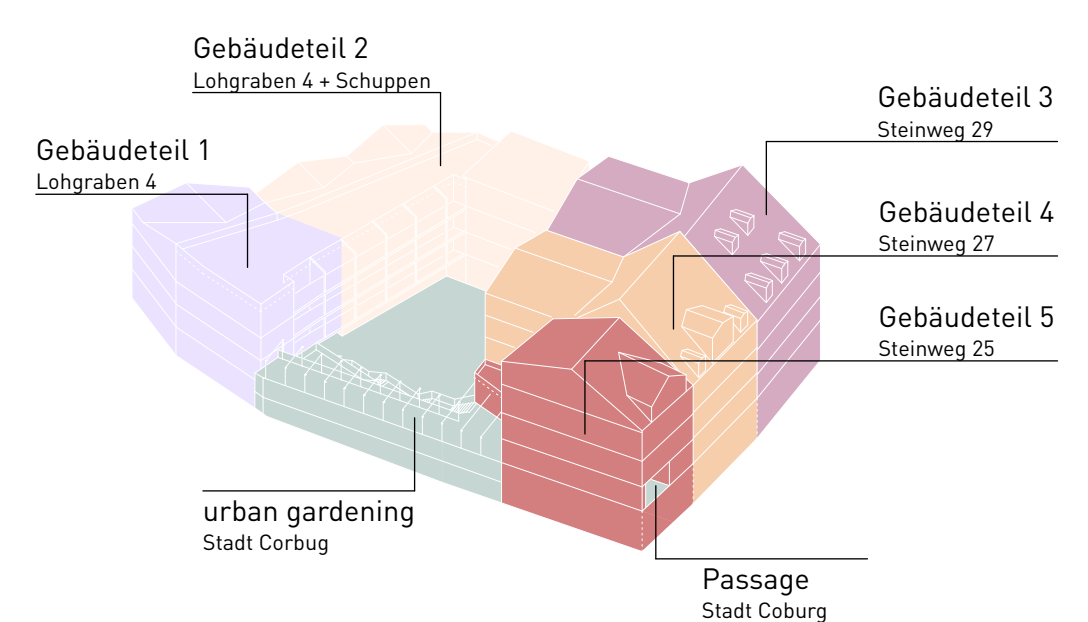 Gebäudeteil 2
Lohgraben 4 + Schuppen
Gebäudeteil 3
Steinweg 29
Gebäudeteil 1
Lohgraben 4
Gebäudeteil 4
Steinweg 27
Gebäudeteil 5
Steinweg 25
urban gardening
Stadt Corbug
Passage
Stadt Coburg